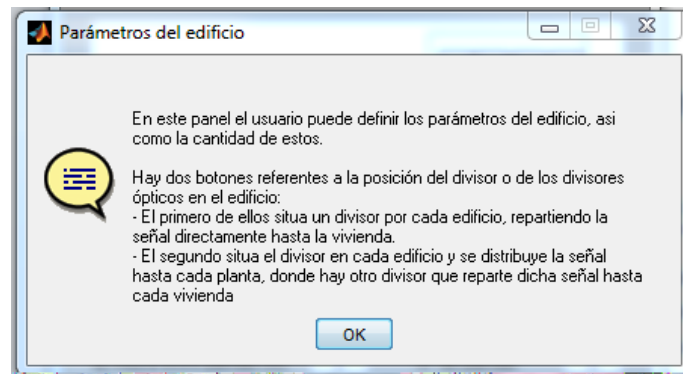 Parámetros del edificio
En este panel el usuario puede definir los parámetros del edificio, asi
como la cantidad de estos.
Hay dos botones referentes a la posición del divisor o de los divisores
ópticos en el edificio:
- El primero de ellos situa un divisor por cada edificio, repartiendo la
señal directamente hasta la vivienda.
- El segundo situa el divisor en cada edificio y se distribuye la señal
hasta cada planta, donde hay otro divisor que reparte dicha señal hasta
cada vivienda
OK